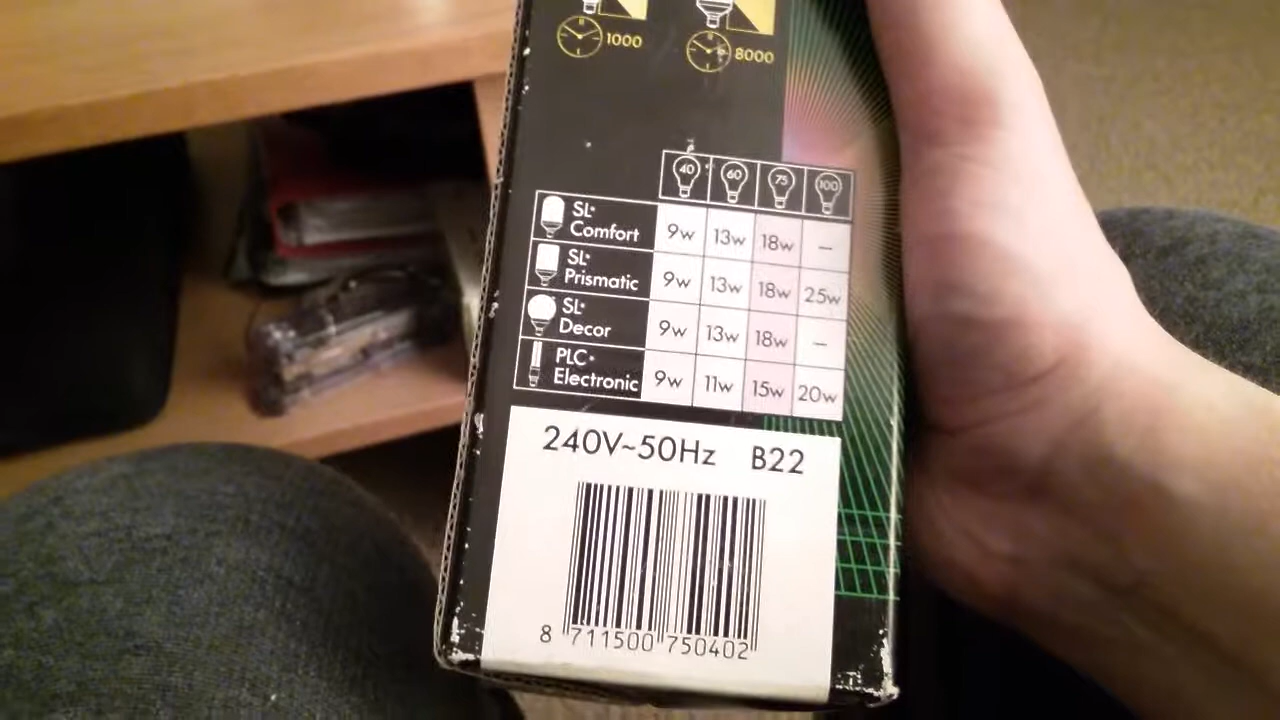 1000 8000
40 60 75 100
SL*
Comfort 9w 13w 18w –
SL*
Prismatic 9w 13w 18w 25w
SL*
Decor 9w 13w 18w –
PLC*
Electronic 9w 11w 15w 20w
240V~50Hz B22
8 711500 750402